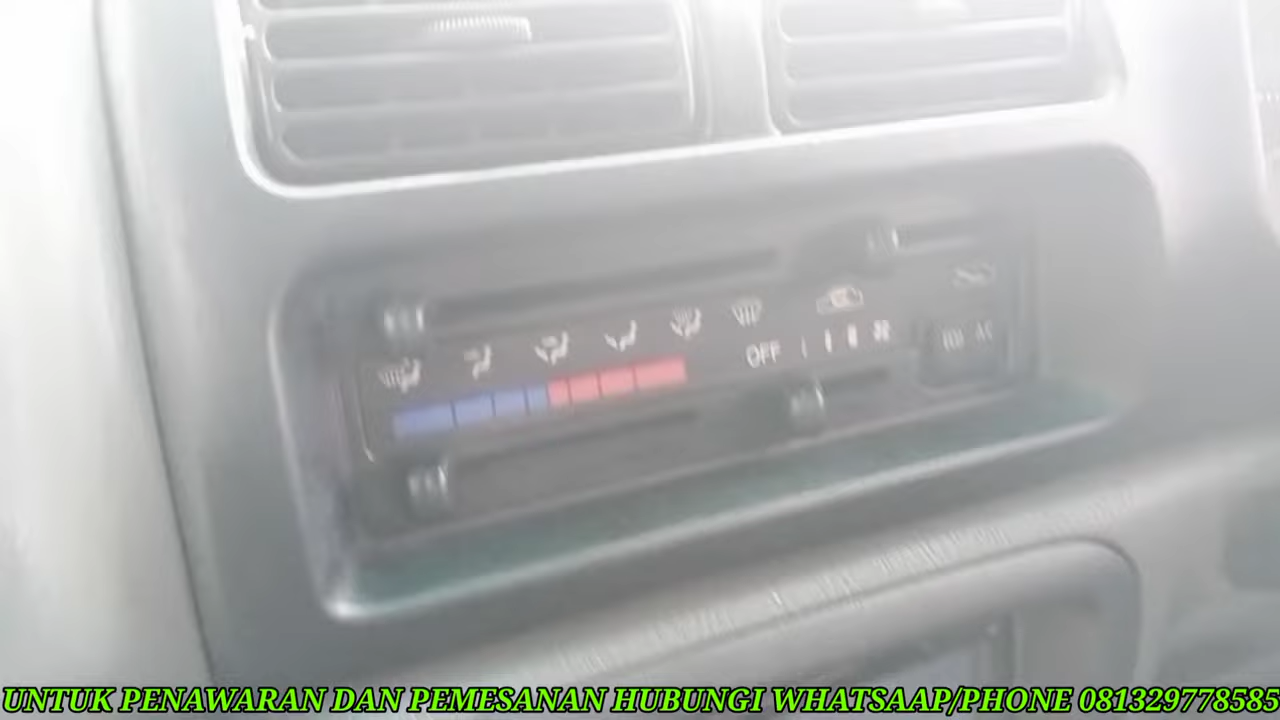 OFF
AC
UNTUK PENAWARAN DAN PEMESANAN HUBUNGI WHATSAAP/PHONE 081329778585